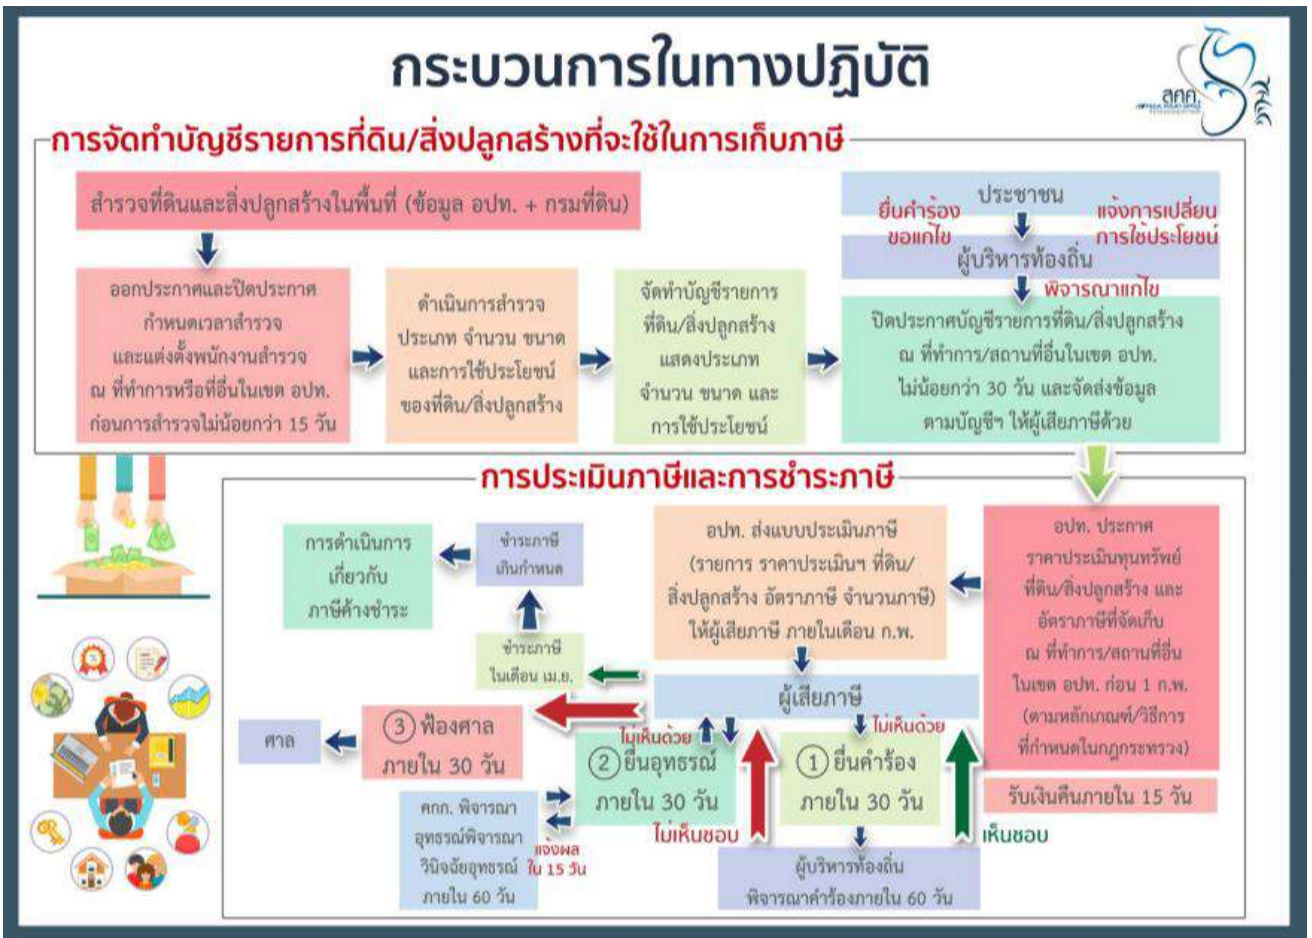 กระบวนการในทางปฏิบัติ
สศค.
การจัดทำบัญชีรายการที่ดิน/สิ่งปลูกสร้างที่จะใช้ในการเก็บภาษี
สำรวจที่ดินและสิ่งปลูกสร้างในพื้นที่ (ข้อมูล อปท. + กรมที่ดิน)
ออกประกาศและปิดประกาศ
กำหนดเวลาสำรวจ
และแต่งตั้งพนักงานสำรวจ
ณ ที่ทำการหรือที่อื่นในเขต อปท.
ก่อนการสำรวจไม่น้อยกว่า 15 วัน
ดำเนินการสำรวจ
ประเภท จำนวน ขนาด
และการใช้ประโยชน์
ของที่ดิน/สิ่งปลูกสร้าง
จัดทำบัญชีรายการ
ที่ดิน/สิ่งปลูกสร้าง
แสดงประเภท
จำนวน ขนาด และ
การใช้ประโยชน์
ประชาชน
ยื่นคำร้อง
ขอแก้ไข
แจ้งการเปลี่ยน
การใช้ประโยชน์
ผู้บริหารท้องถิ่น
พิจารณาแก้ไข
ปิดประกาศบัญชีรายการที่ดิน/สิ่งปลูกสร้าง
ณ ที่ทำการ/สถานที่อื่นในเขต อปท.
ไม่น้อยกว่า 30 วัน และจัดส่งข้อมูล
ตามบัญชีฯ ให้ผู้เสียภาษีด้วย
การประเมินภาษีและการชำระภาษี
อปท. ประกาศ
ราคาประเมินทุนทรัพย์
ที่ดิน/สิ่งปลูกสร้าง และ
อัตราภาษีที่จัดเก็บ
ณ ที่ทำการ/สถานที่อื่น
ในเขต อปท. ก่อน 1 ก.พ.
(ตามหลักเกณฑ์/วิธีการ
ที่กำหนดในกฎกระทรวง)
อปท. ส่งแบบประเมินภาษี
(รายการ ราคาประเมินฯ ที่ดิน/
สิ่งปลูกสร้าง อัตราภาษี จำนวนภาษี)
ให้ผู้เสียภาษี ภายในเดือน ก.พ.
ผู้เสียภาษี
ชำระภาษี
ในเดือน เม.ย.
ชำระภาษี
เกินกำหนด
การดำเนินการ
เกี่ยวกับ
ภาษีค้างชำระ
ไม่เห็นด้วย
1 ยื่นคำร้อง
ภายใน 30 วัน
ผู้บริหารท้องถิ่น
พิจารณาคำร้องภายใน 60 วัน
เห็นชอบ
รับเงินคืนภายใน 15 วัน
ไม่เห็นชอบ
ไม่เห็นด้วย
2 ยื่นอุทธรณ์
ภายใน 30 วัน
คกก. พิจารณา
อุทธรณ์พิจารณา
วินิจฉัยอุทธรณ์
ภายใน 60 วัน
แจ้งผล
ใน 15 วัน
3 ฟ้องศาล
ภายใน 30 วัน
ศาล